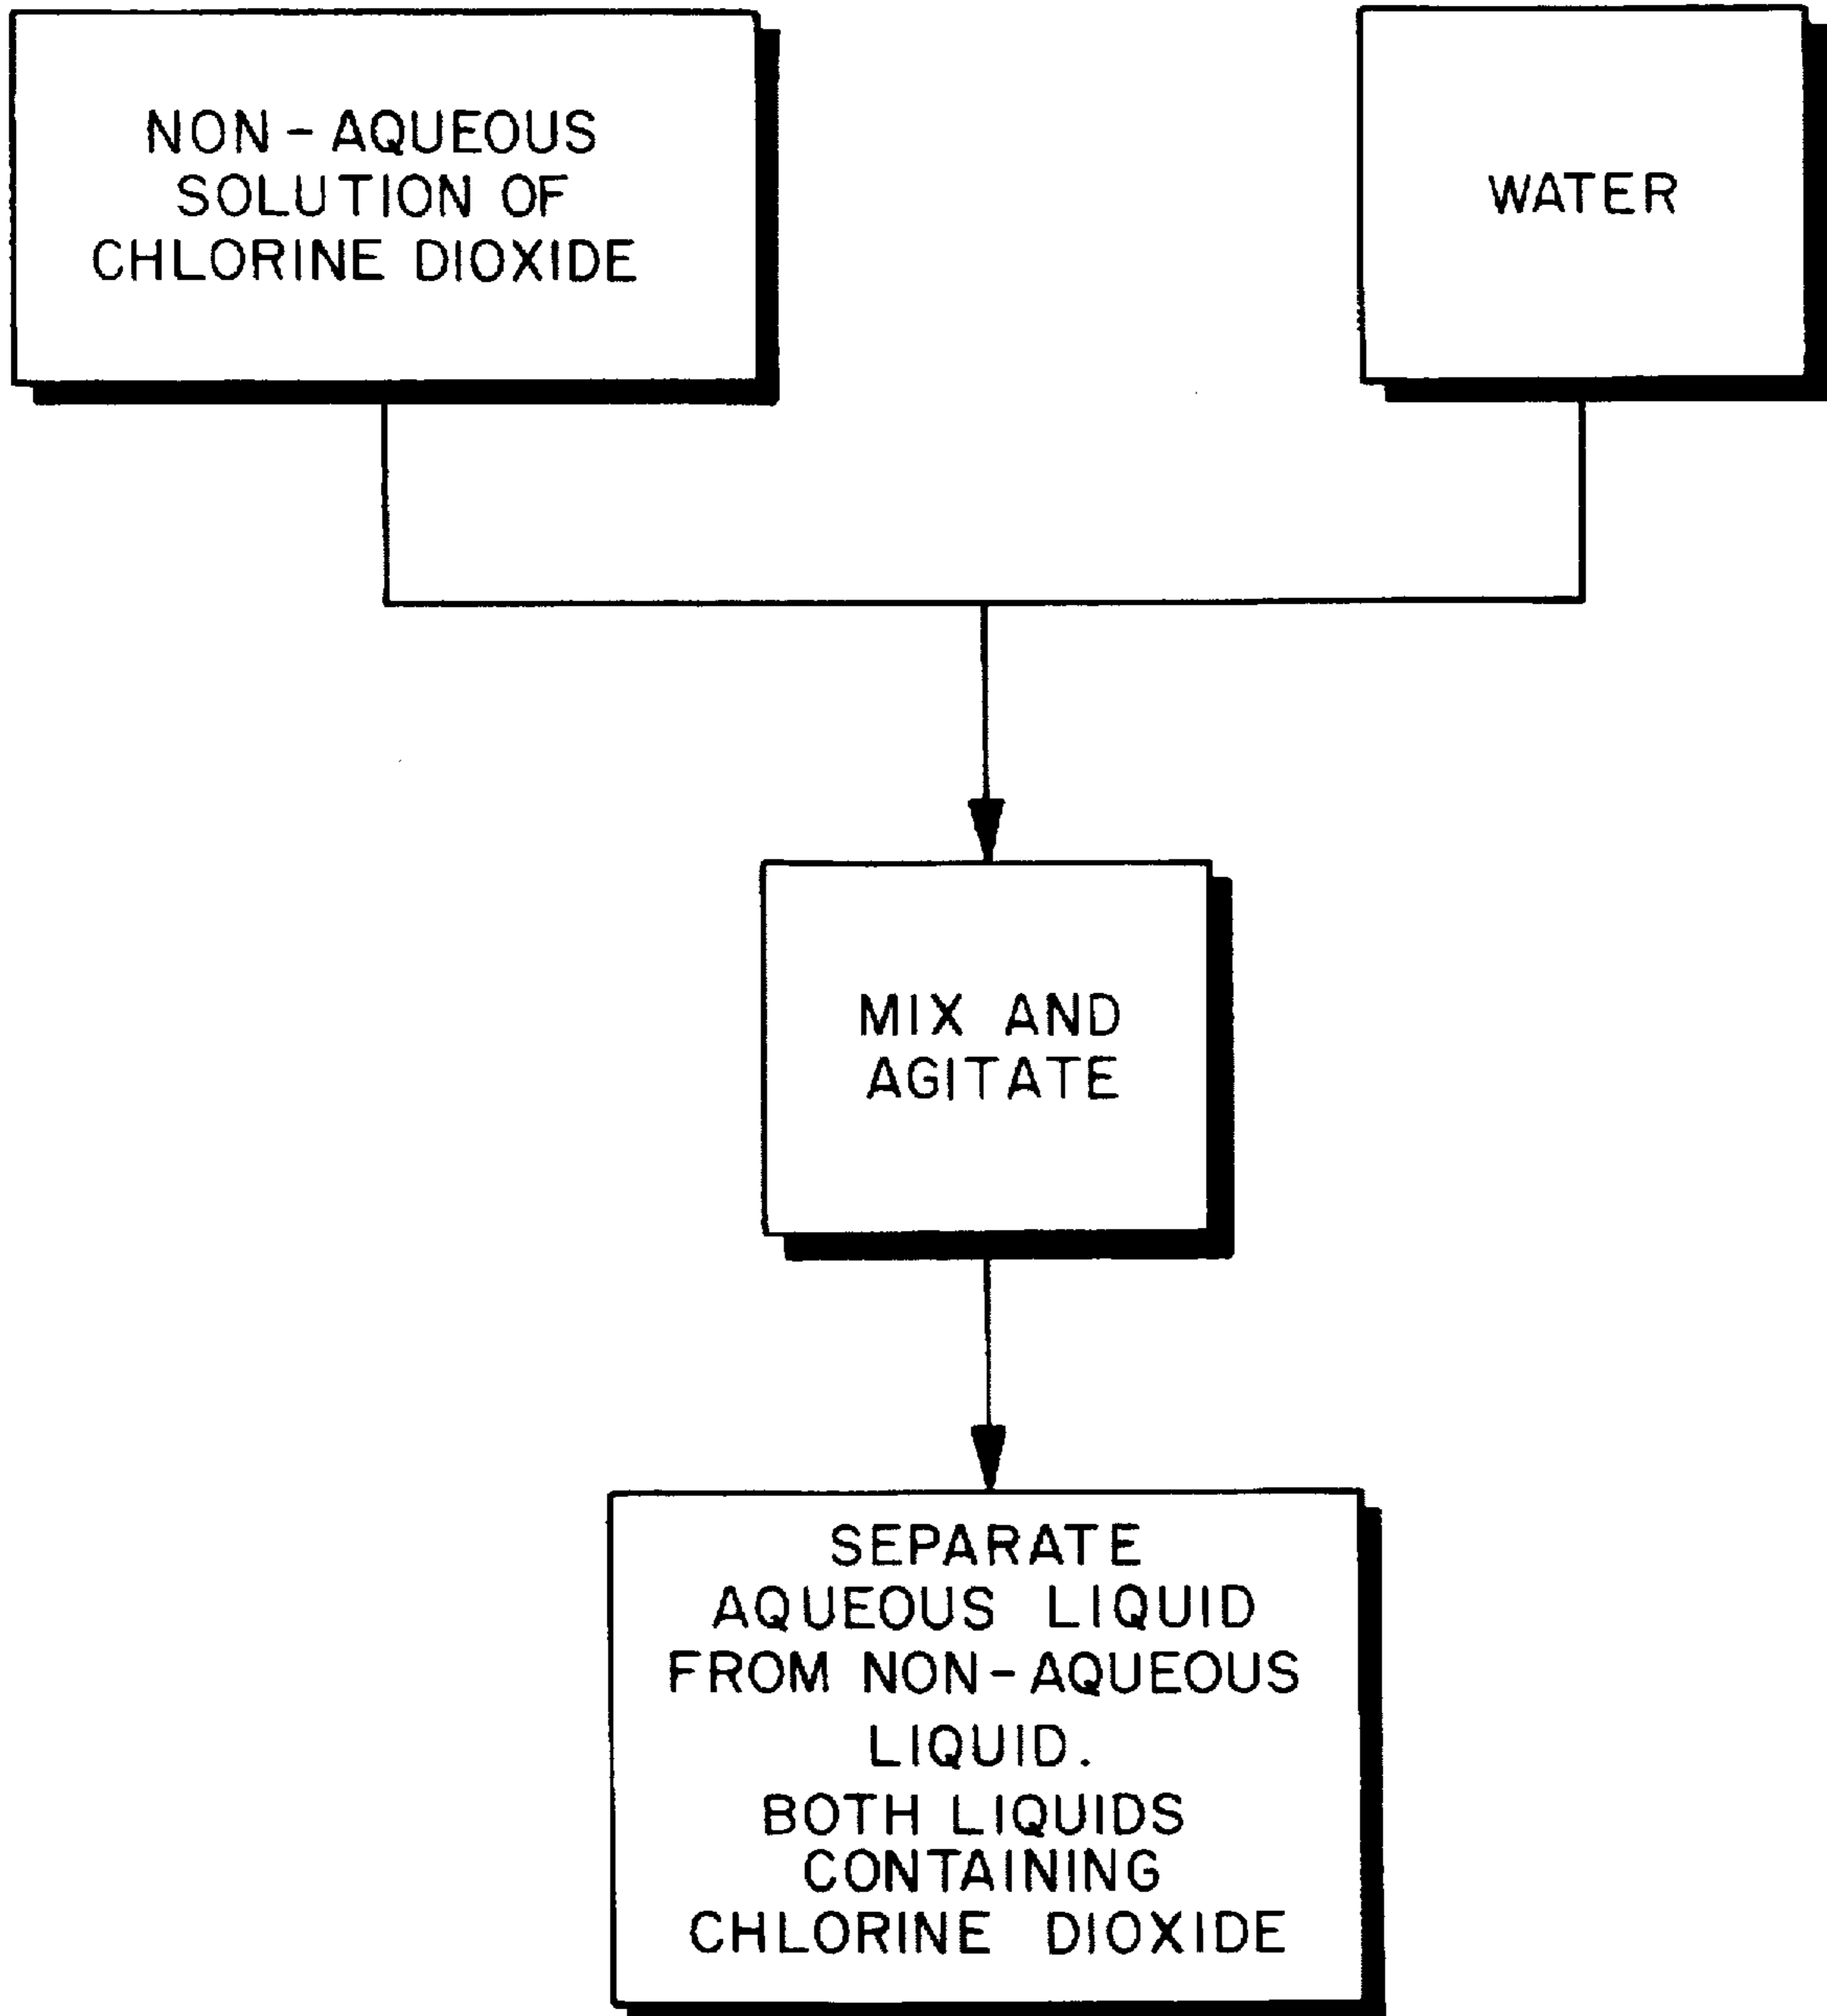 NON-AQUEOUS
SOLUTION OF
CHLORINE DIOXIDE
WATER
MIX AND
AGITATE
SEPARATE
AQUEOUS LIQUID
FROM NON-AQUEOUS
LIQUID.
BOTH LIQUIDS
CONTAINING
CHLORINE DIOXIDE